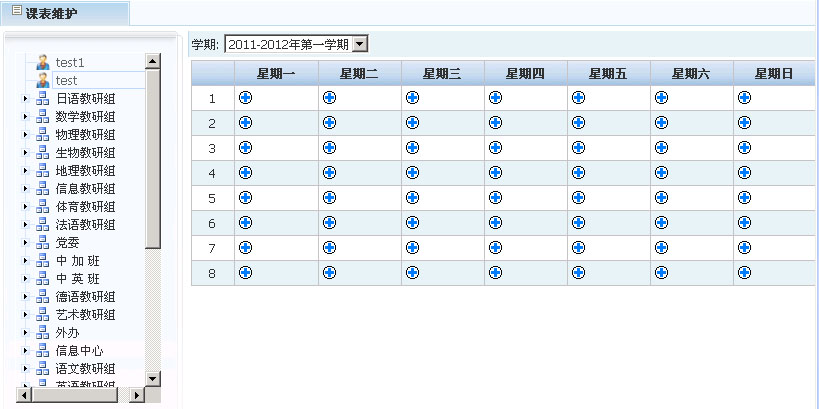 课表维护
test1
test
日语教研组
数学教研组
物理教研组
生物教研组
地理教研组
信息教研组
体育教研组
法语教研组
党委
中 加 班
中 英 班
德语教研组
艺术教研组
外办
信息中心
语文教研组
英语教研组
学期: 2011-2012年第一学期
星期一 星期二 星期三 星期四 星期五 星期六 星期日
1
2
3
4
5
6
7
8